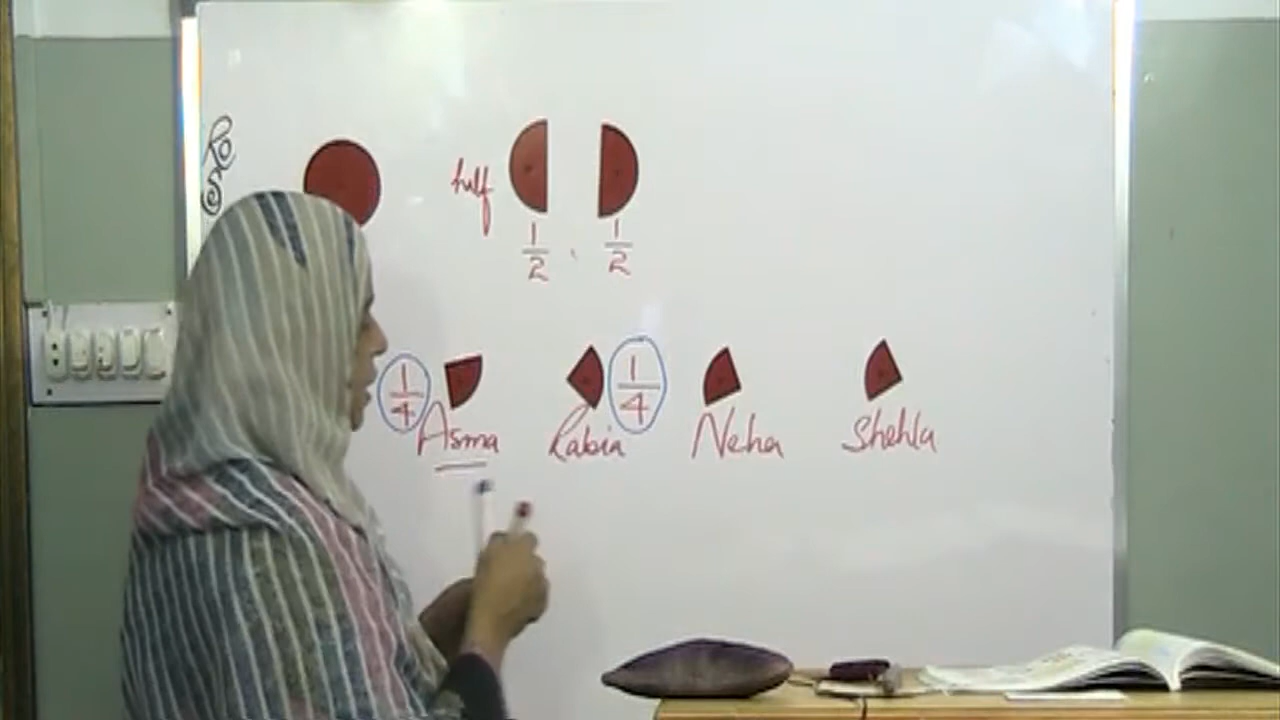 half
1/2 , 1/2
1/4 1/4
Asma Rabia Neha Shehla